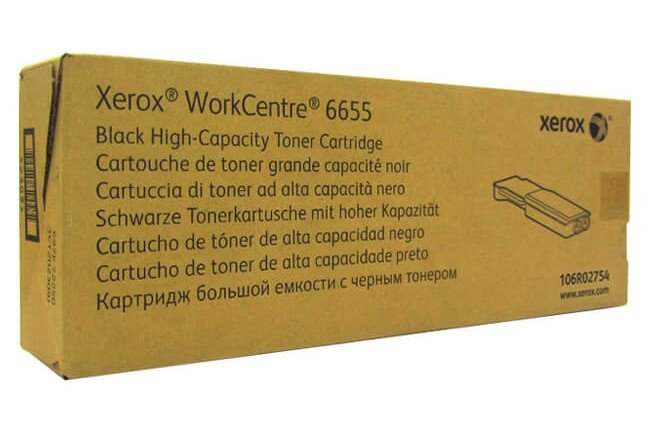 Xerox® WorkCentre® 6655
Black High-Capacity Toner Cartridge
Cartouche de toner grande capacité noir
Cartuccia di toner ad alta capacità nero
Schwarze Tonerkartusche mit hoher Kapazität
Cartucho de tóner de alta capacidad negro
Cartucho de toner de alta capacidade preto
Картридж большой емкости с черным тонером
xerox
106R02754
www.xerox.com